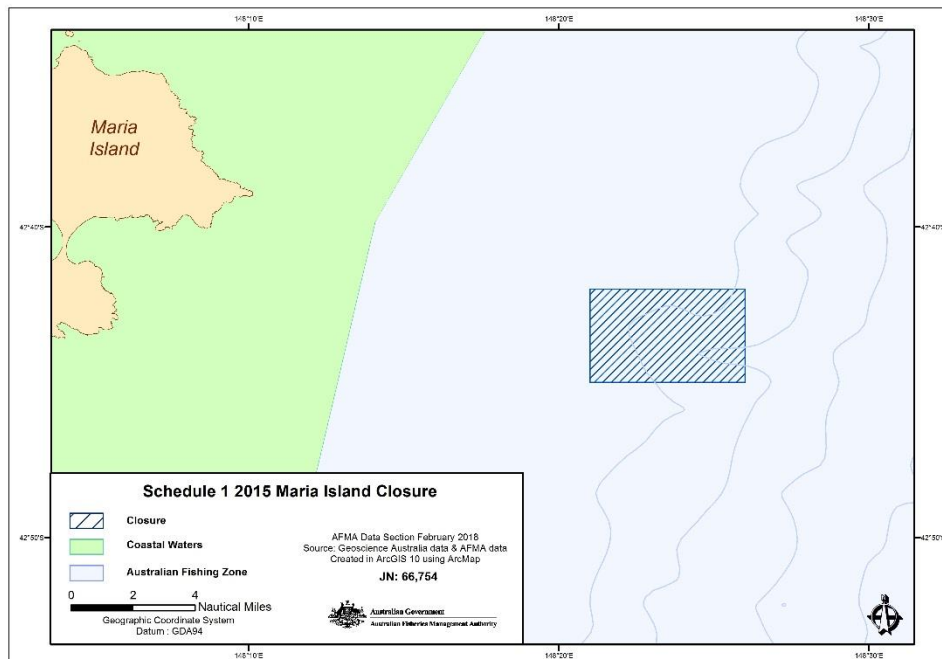 148°10'E 148°20'E 148°30'E
Maria
Island
42°40'S 42°40'S
Schedule 1 2015 Maria Island Closure
Closure
Coastal Waters
Australian Fishing Zone
AFMA Data Section February 2018
Source: Geoscience Australia data & AFMA data
Created in ArcGIS 10 using ArcMap
JN: 66,754
0 2 4
Nautical Miles
Geographic Coordinate System
Datum : GDA94
Australian Government
Australian Fisheries Management Authority
42°50'S 42°50'S
148°10'E 148°20'E 148°30'E